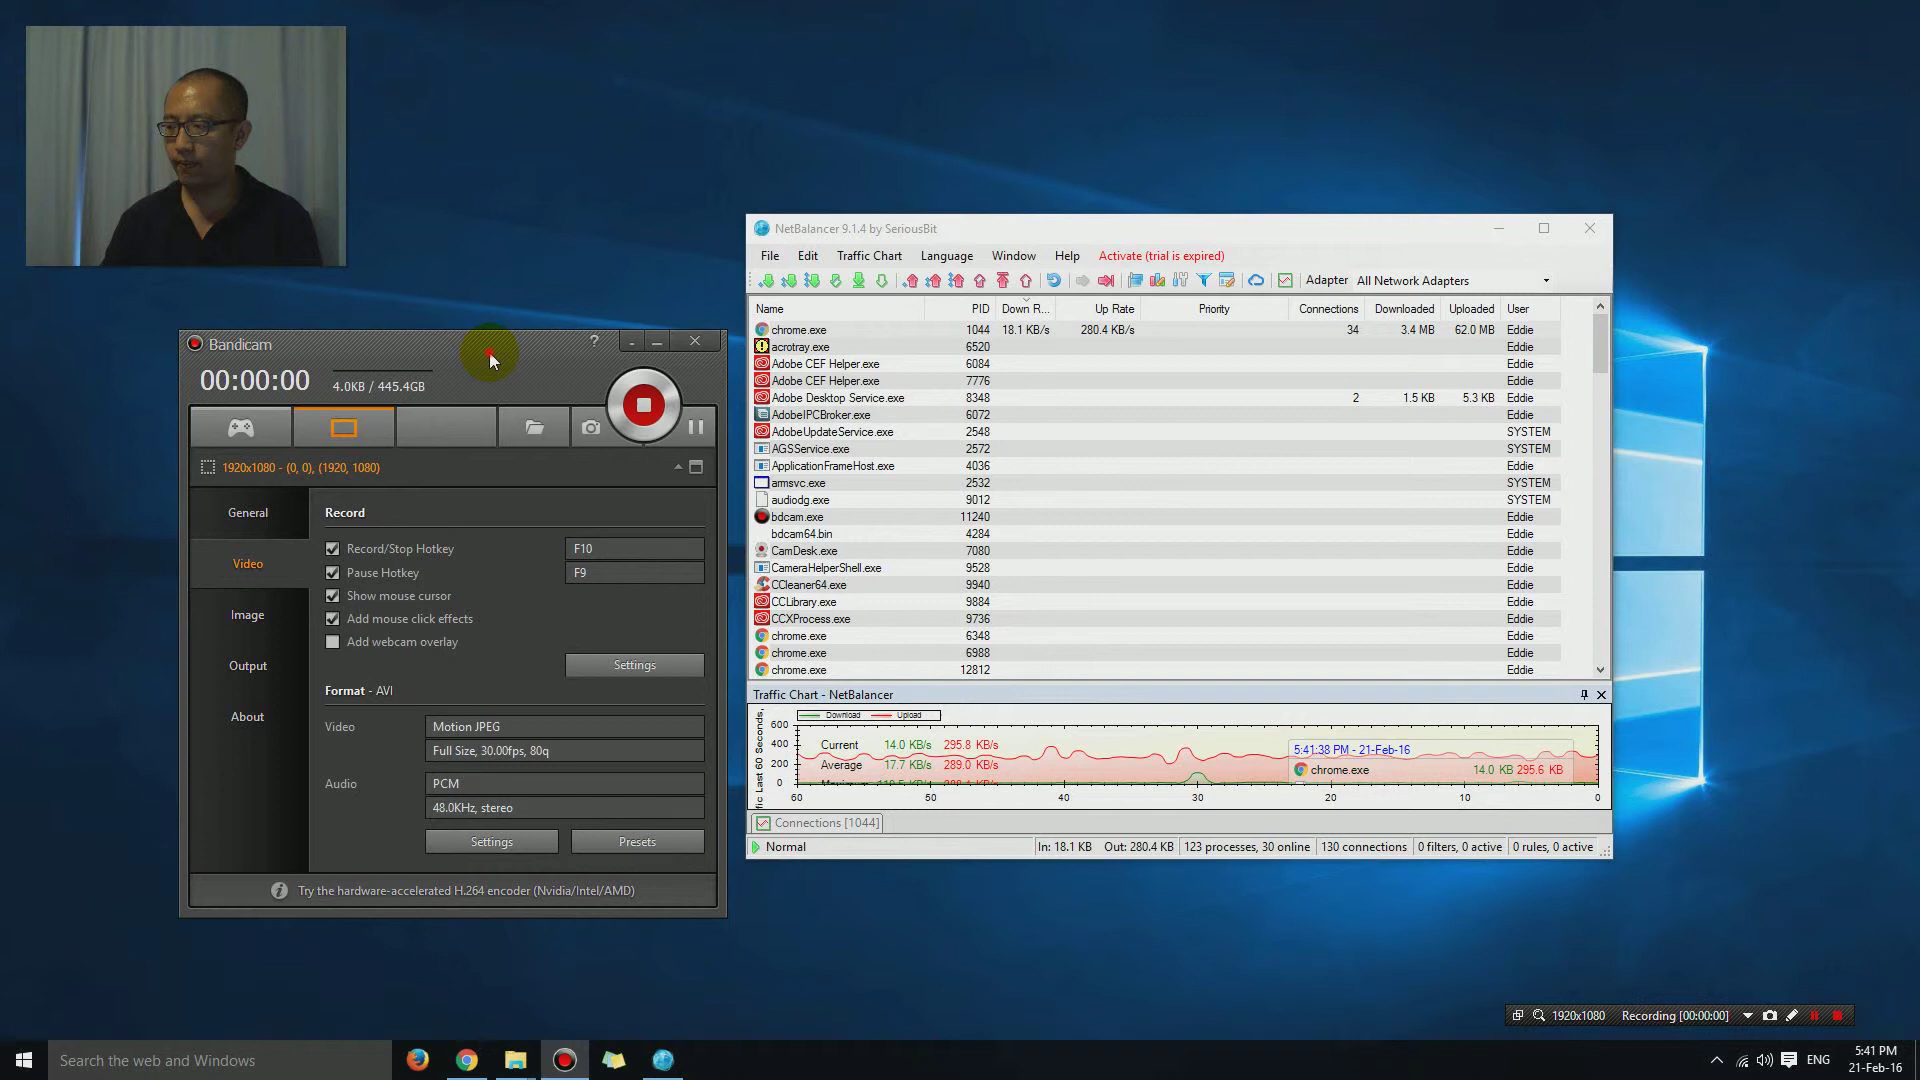 Bandicam
?
00:00:00
4.0KB / 445.4GB
1920x1080 - (0, 0), (1920, 1080)
General
Video
Image
Output
About
Record
Record/Stop Hotkey F10
Pause Hotkey F9
Show mouse cursor
Add mouse click effects
Add webcam overlay
Settings
Format - AVI
Video Motion JPEG
Full Size, 30.00fps, 80q
Audio PCM
48.0KHz, stereo
Settings Presets
Try the hardware-accelerated H.264 encoder (Nvidia/Intel/AMD)
NetBalancer 9.1.4 by SeriousBit
File Edit Traffic Chart Language Window Help Activate (trial is expired)
Adapter All Network Adapters
Name PID Down R... Up Rate Priority Connections Downloaded Uploaded User
chrome.exe 1044 18.1 KB/s 280.4 KB/s 34 3.4 MB 62.0 MB Eddie
acrotray.exe 6520 Eddie
Adobe CEF Helper.exe 6084 Eddie
Adobe CEF Helper.exe 7776 Eddie
Adobe Desktop Service.exe 8348 2 1.5 KB 5.3 KB Eddie
AdobeIPCBroker.exe 6072 Eddie
AdobeUpdateService.exe 2548 SYSTEM
AGSService.exe 2572 SYSTEM
ApplicationFrameHost.exe 4036 Eddie
armsvc.exe 2532 SYSTEM
audiodg.exe 9012 SYSTEM
bdcam.exe 11240 Eddie
bdcam64.bin 4284 Eddie
CamDesk.exe 7080 Eddie
CameraHelperShell.exe 9528 Eddie
CCleaner64.exe 9940 Eddie
CCLibrary.exe 9884 Eddie
CCXProcess.exe 9736 Eddie
chrome.exe 6348 Eddie
chrome.exe 6988 Eddie
chrome.exe 12812 Eddie
Traffic Chart - NetBalancer
Download Upload
fic Last 60 Seconds,
600
400
200
0
Current 14.0 KB/s 295.8 KB/s
Average 17.7 KB/s 289.0 KB/s
5:41:38 PM - 21-Feb-16
chrome.exe 14.0 KB 295.6 KB
60 50 40 30 20 10 0
Connections [1044]
Normal In: 18.1 KB Out: 280.4 KB 123 processes, 30 online 130 connections 0 filters, 0 active 0 rules, 0 active
1920x1080 Recording [00:00:00]
Search the web and Windows
ENG
5:41 PM
21-Feb-16